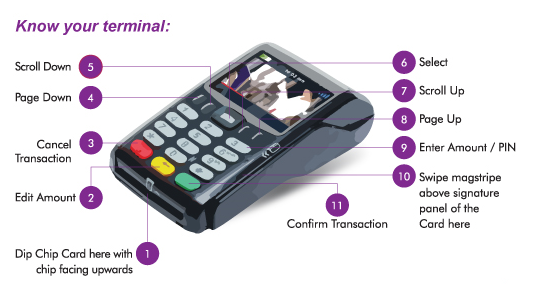 Know your terminal:
Scroll Down 5
Page Down 4
Cancel
Transaction 3
Edit Amount 2
Dip Chip Card here with
chip facing upwards 1
6 Select
7 Scroll Up
8 Page Up
9 Enter Amount / PIN
10 Swipe magstripe
above signature
panel of the
Card here
11
Confirm Transaction